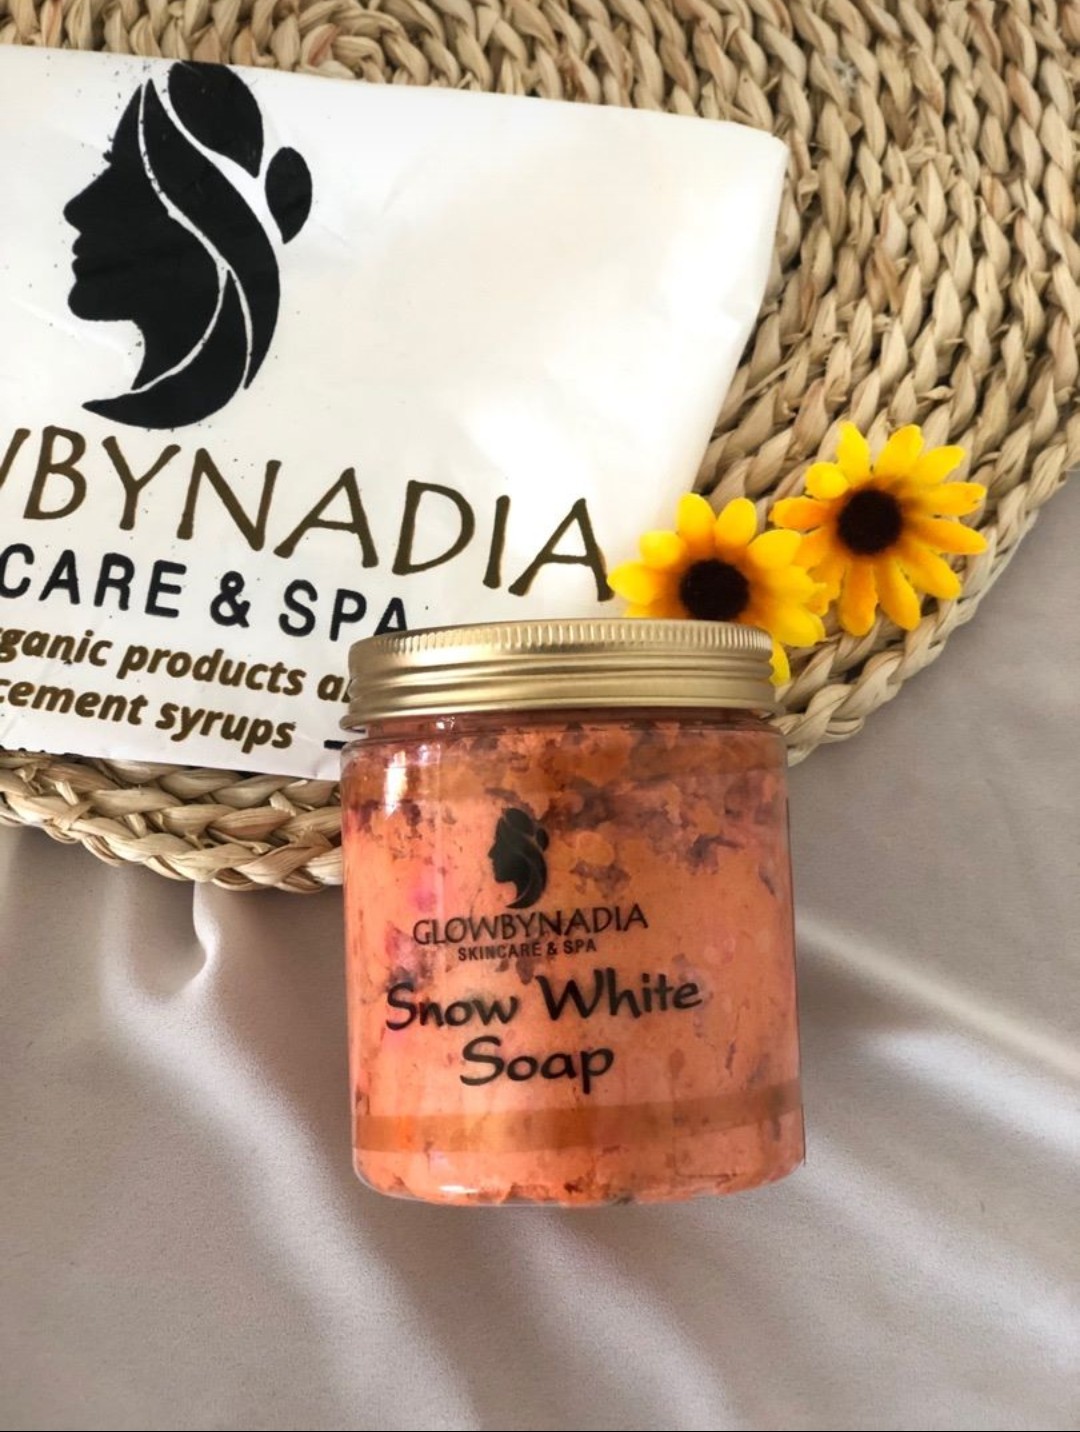 WBYNADIA
CARE & SPA
ganic products a
cement syrups
GLOWBYNADIA
SKINCARE & SPA
Snow White
Soap